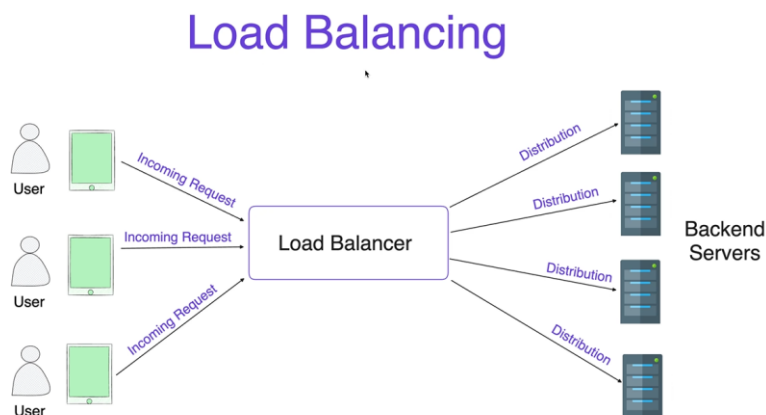 Load Balancing
Incoming Request
User
Incoming Request
User
Incoming Request
User
Load Balancer
Distribution
Distribution
Distribution
Distribution
Backend
Servers